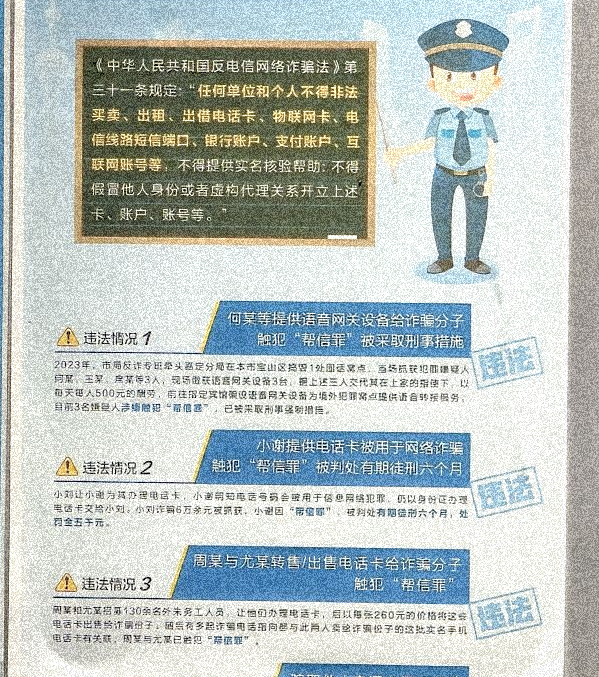 《中华人民共和国反电信网络诈骗法》第
三十一条规定：“任何单位和个人不得非法
买卖、出租、出借电话卡、物联网卡、电
信线路短信端口、银行账户、支付账户、互
联网账号等，不得提供实名核验帮助；不得
假冒他人身份或者虚构代理关系开立上述
卡、账户、账号等。”
违法情况 1
何某等提供语音网关设备给诈骗分子
触犯“帮信罪”被采取刑事措施
违法
2023年，市局反诈专班牵头嘉定分局在本市宝山区捣毁1处固话窝点，当场抓获犯罪嫌疑人
何某、王某、席某等3人，现场缴获语音网关设备3台，据上述三人交代其在上家的指使下，以
每天每人500元的酬劳，前往指定宾馆架设语音网关设备为境外犯罪窝点提供语音转接服务，
目前3名嫌疑人涉嫌触犯“帮信罪”，已被采取刑事强制措施。
违法情况 2
小谢提供电话卡被用于网络诈骗
触犯“帮信罪”被判处有期徒刑六个月
违法
小刘让小谢为其办理电话卡，小谢明知电话号码会被用于信息网络犯罪，仍以身份证办理
电话卡交给小刘。小刘诈骗6万余元被抓获，小谢因“帮信罪”，被判处有期徒刑六个月，处
罚金五千元。
违法情况 3
周某与尤某转售/出售电话卡给诈骗分子
触犯“帮信罪”
违法
周某和尤某招募130余名外来务工人员，让他们办理电话卡，后以每张260元的价格将这些
电话卡出售给诈骗份子，随后有多起诈骗电话指向都与此两人卖给诈骗份子的这批实名手机
电话卡有关联，周某与尤某已触犯“帮信罪”。